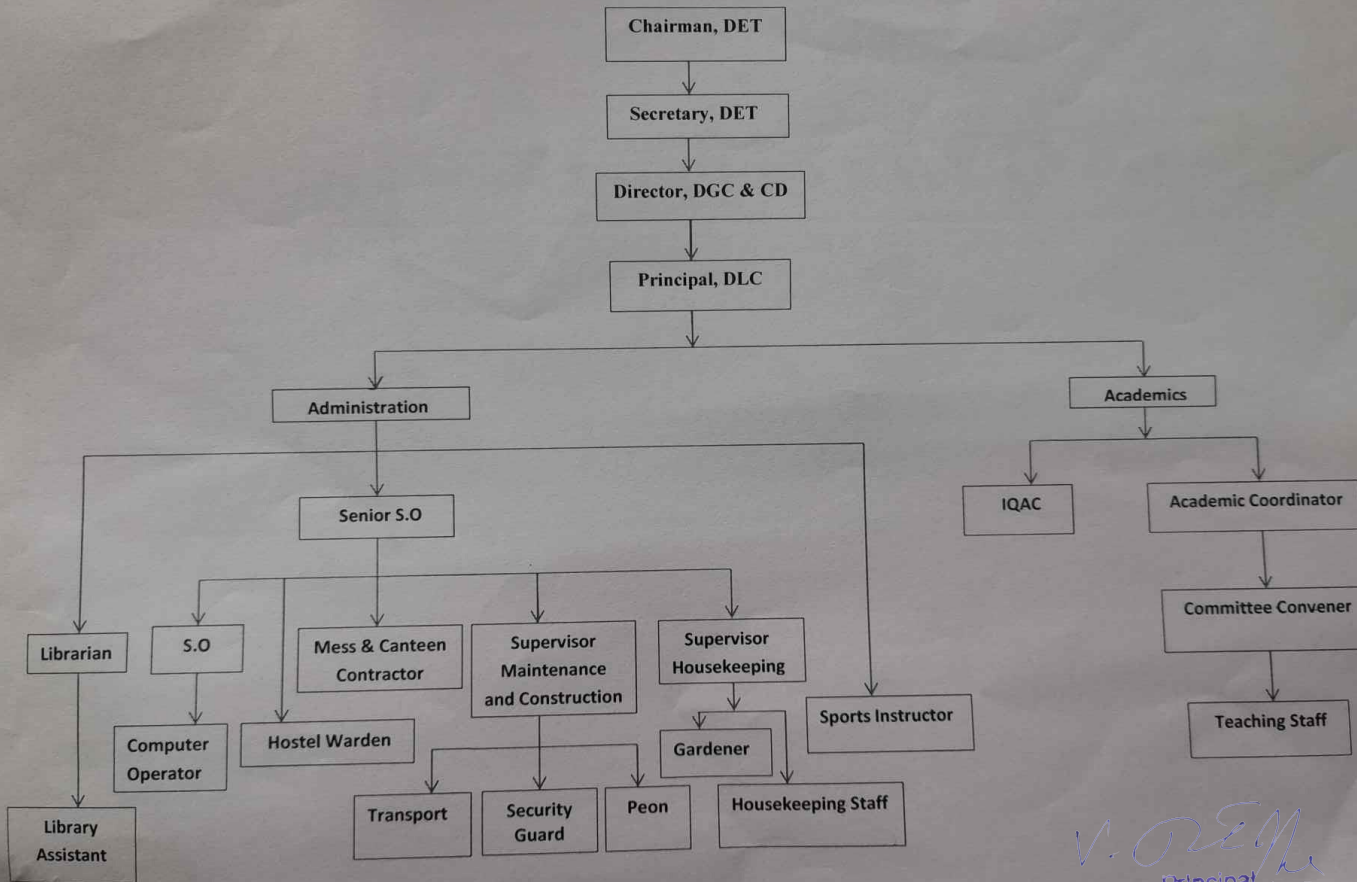 Chairman, DET
Secretary, DET
Director, DGC & CD
Principal, DLC
Administration
Academics
Senior S.O
IQAC
Academic Coordinator
Librarian
S.O
Mess & Canteen
Contractor
Supervisor
Maintenance
and Construction
Supervisor
Housekeeping
Committee Convener
Computer
Operator
Hostel Warden
Gardener
Sports Instructor
Teaching Staff
Library
Assistant
Transport
Security
Guard
Peon
Housekeeping Staff
Principal